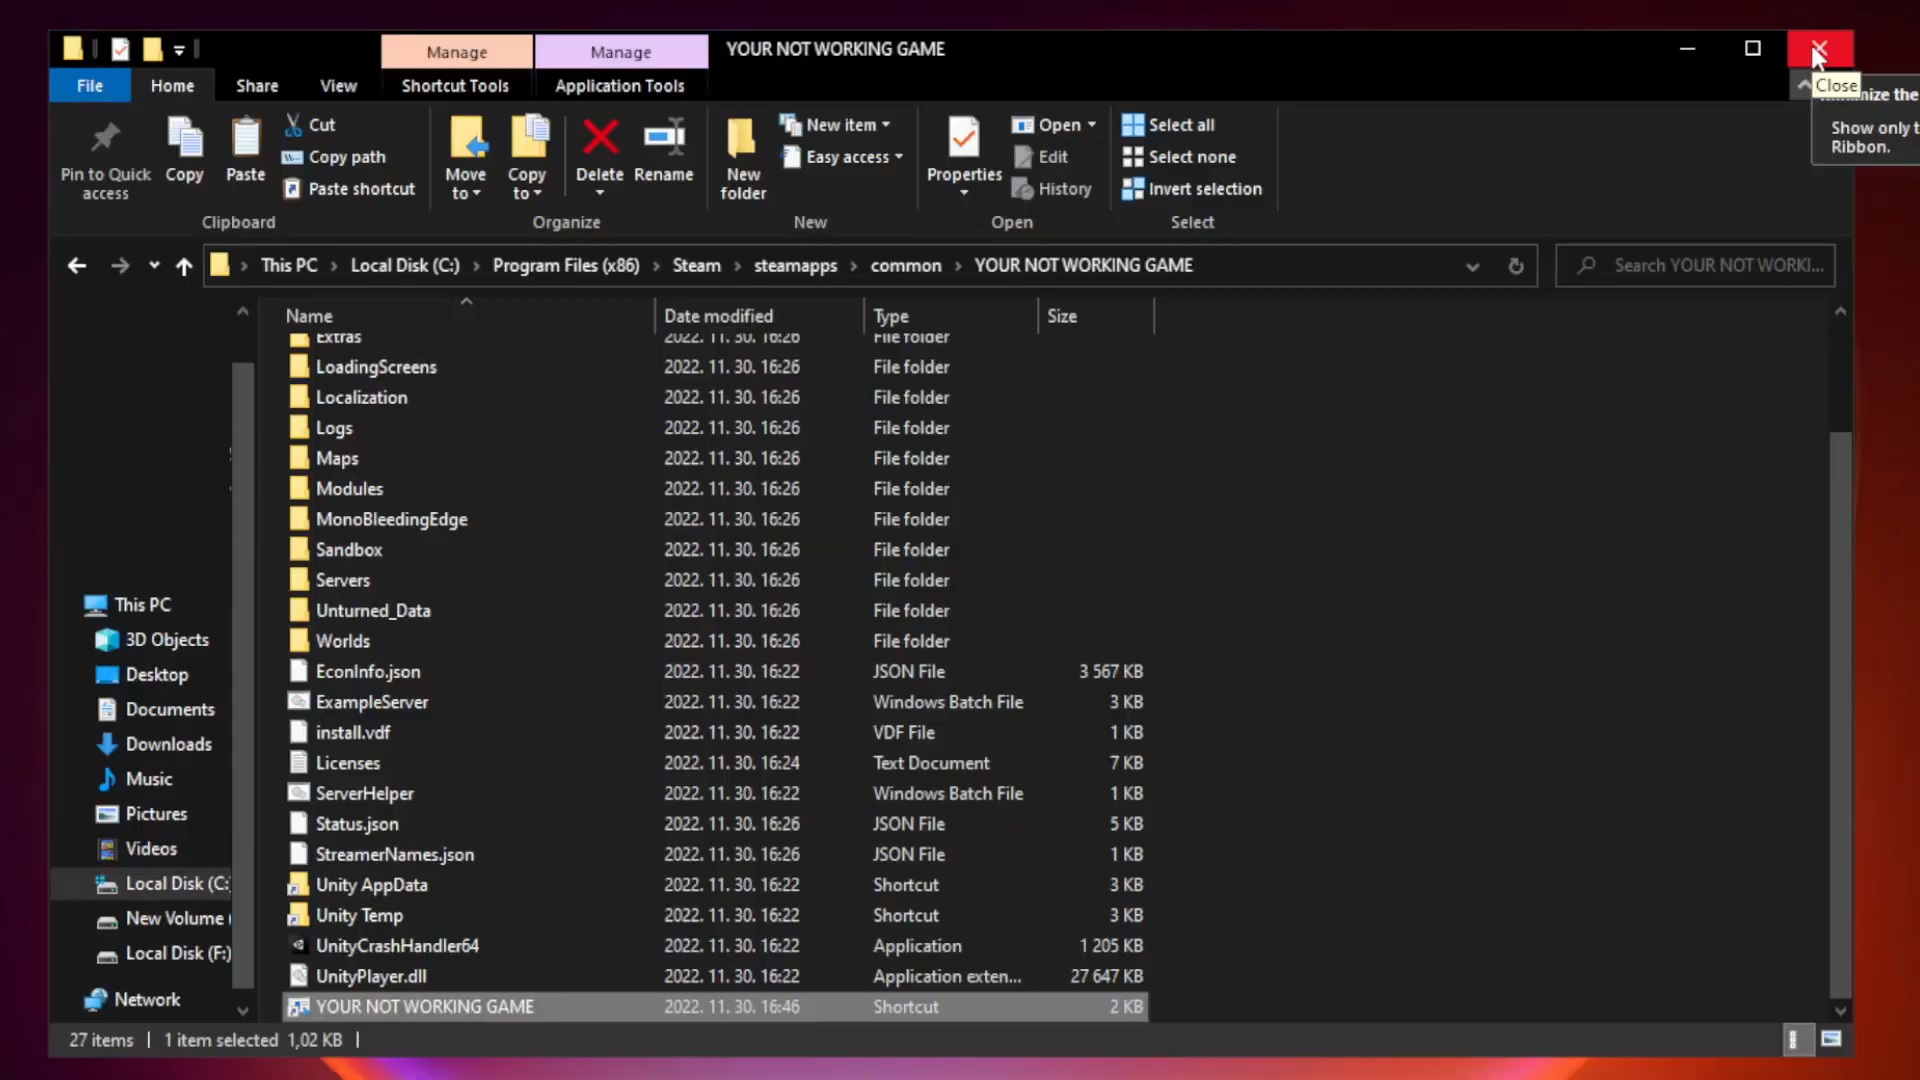 Manage
Manage
YOUR NOT WORKING GAME
Close
File
Home
Share
View
Shortcut Tools
Application Tools
mize the
Show only t
Ribbon.
Pin to Quick access
Copy
Paste
Cut
Copy path
Paste shortcut
Move to
Copy to
Delete
Rename
New folder
New item
Easy access
Properties
Open
Edit
History
Select all
Select none
Invert selection
Clipboard
Organize
New
Open
Select
This PC > Local Disk (C:) > Program Files (x86) > Steam > steamapps > common > YOUR NOT WORKING GAME
Search YOUR NOT WORKI...
Name Date modified Type Size
Extras 2022. 11. 30. 16:26 File folder
LoadingScreens 2022. 11. 30. 16:26 File folder
Localization 2022. 11. 30. 16:26 File folder
Logs 2022. 11. 30. 16:26 File folder
Maps 2022. 11. 30. 16:26 File folder
Modules 2022. 11. 30. 16:26 File folder
MonoBleedingEdge 2022. 11. 30. 16:26 File folder
Sandbox 2022. 11. 30. 16:26 File folder
Servers 2022. 11. 30. 16:26 File folder
Unturned_Data 2022. 11. 30. 16:26 File folder
Worlds 2022. 11. 30. 16:26 File folder
EconInfo.json 2022. 11. 30. 16:22 JSON File 3 567 KB
ExampleServer 2022. 11. 30. 16:22 Windows Batch File 3 KB
install.vdf 2022. 11. 30. 16:22 VDF File 1 KB
Licenses 2022. 11. 30. 16:24 Text Document 7 KB
ServerHelper 2022. 11. 30. 16:22 Windows Batch File 1 KB
Status.json 2022. 11. 30. 16:26 JSON File 5 KB
StreamerNames.json 2022. 11. 30. 16:26 JSON File 1 KB
Unity AppData 2022. 11. 30. 16:22 Shortcut 3 KB
Unity Temp 2022. 11. 30. 16:22 Shortcut 3 KB
UnityCrashHandler64 2022. 11. 30. 16:22 Application 1 205 KB
UnityPlayer.dll 2022. 11. 30. 16:22 Application exten... 27 647 KB
YOUR NOT WORKING GAME 2022. 11. 30. 16:46 Shortcut 2 KB
This PC
3D Objects
Desktop
Documents
Downloads
Music
Pictures
Videos
Local Disk (C:
New Volume (
Local Disk (F:)
Network
27 items
1 item selected 1,02 KB